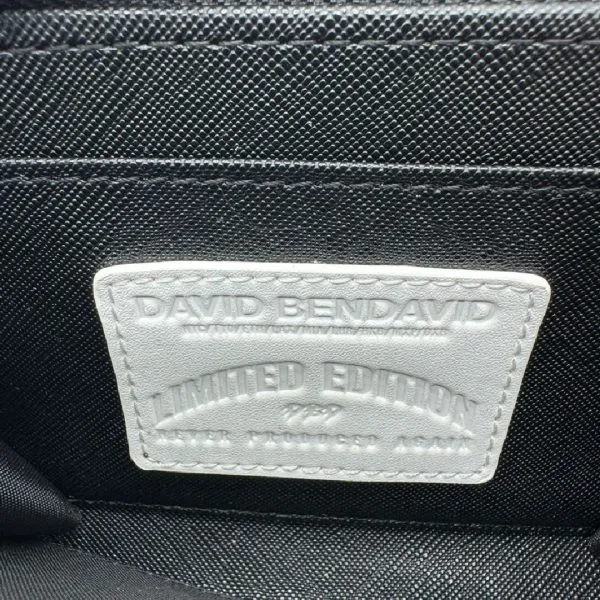 DAVID BENDAVID
LIMITED EDITION
NEVER PRODUCED AGAIN